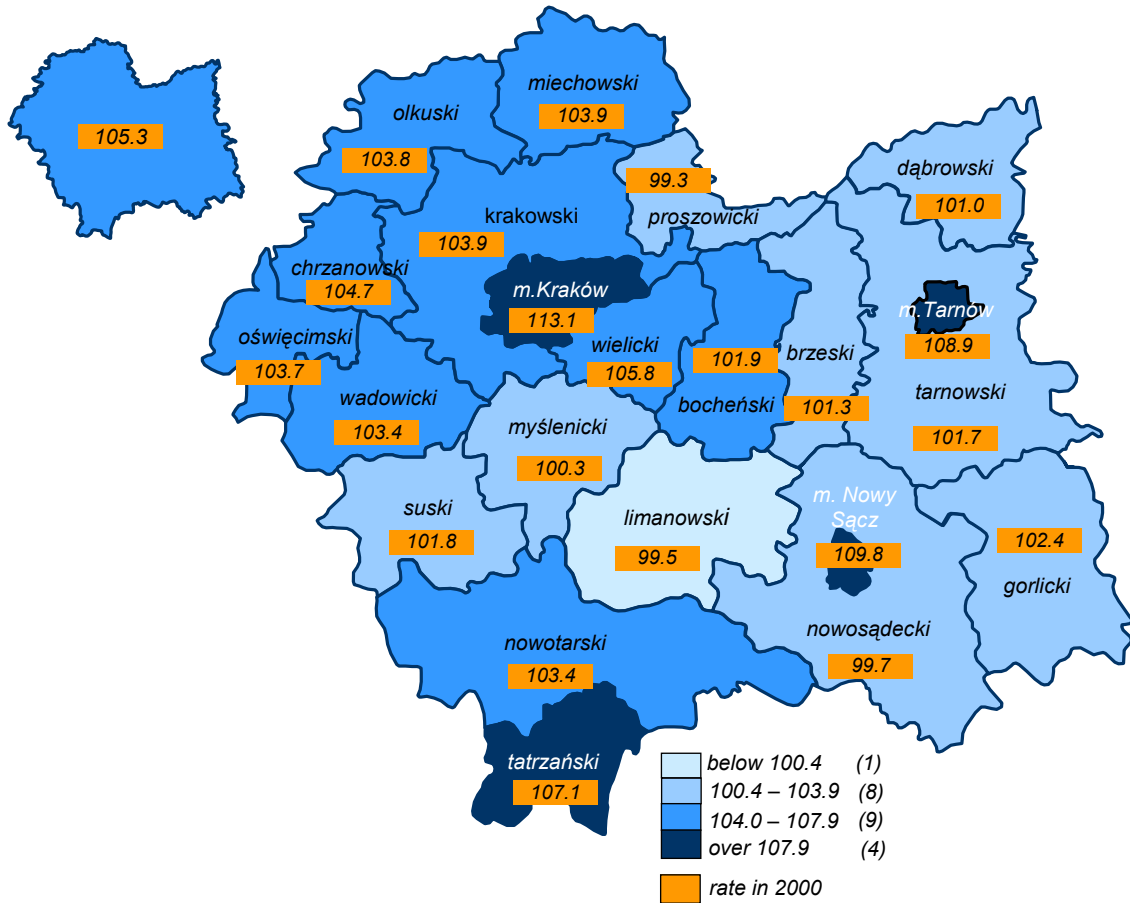 105.3
miechowski
103.9
olkuski
103.8
99.3
proszowicki
dąbrowski
101.0
krakowski
103.9
chrzanowski
104.7
m.Kraków
113.1
m.Tarnów
108.9
oświęcimski
103.7
wielicki
105.8
101.9
bocheński
brzeski
101.3
tarnowski
101.7
wadowicki
103.4
myślenicki
100.3
suski
101.8
limanowski
99.5
m. Nowy
Sącz
109.8
102.4
gorlicki
nowotarski
103.4
nowosądecki
99.7
tatrzański
107.1
below 100.4 (1)
100.4 – 103.9 (8)
104.0 – 107.9 (9)
over 107.9 (4)
rate in 2000